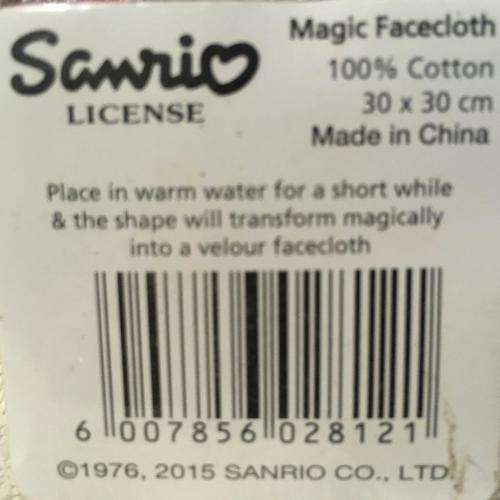 Sanrio
LICENSE
Magic Facecloth
100% Cotton
30 x 30 cm
Made in China
Place in warm water for a short while
& the shape will transform magically
into a velour facecloth
6 007856 028121
©1976, 2015 SANRIO CO., LTD